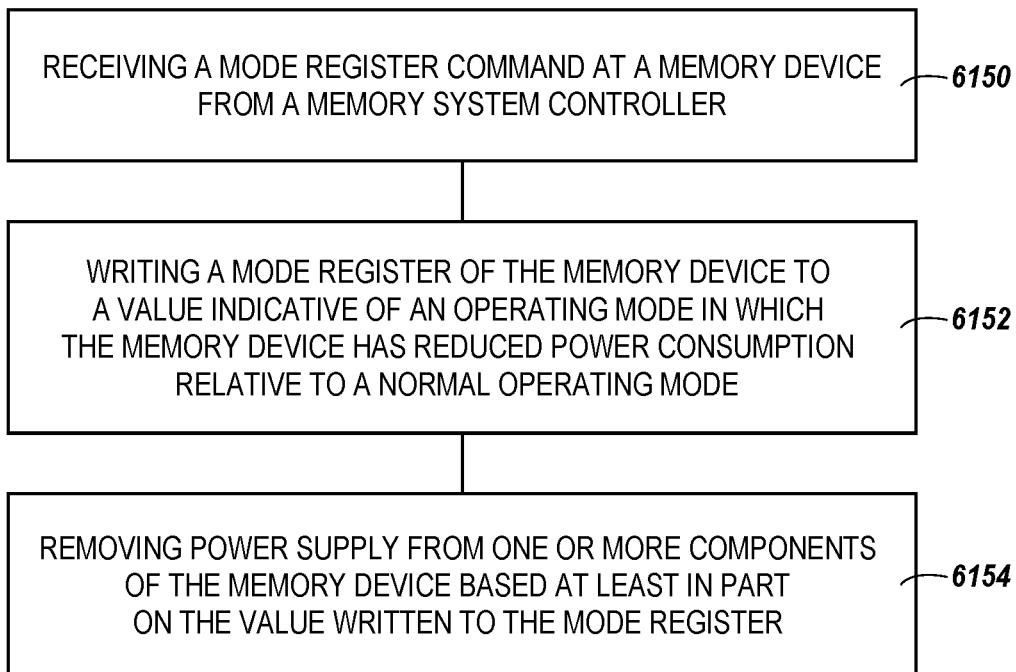 RECEIVING A MODE REGISTER COMMAND AT A MEMORY DEVICE
FROM A MEMORY SYSTEM CONTROLLER
6150
WRITING A MODE REGISTER OF THE MEMORY DEVICE TO
A VALUE INDICATIVE OF AN OPERATING MODE IN WHICH
THE MEMORY DEVICE HAS REDUCED POWER CONSUMPTION
RELATIVE TO A NORMAL OPERATING MODE
6152
REMOVING POWER SUPPLY FROM ONE OR MORE COMPONENTS
OF THE MEMORY DEVICE BASED AT LEAST IN PART
ON THE VALUE WRITTEN TO THE MODE REGISTER
6154